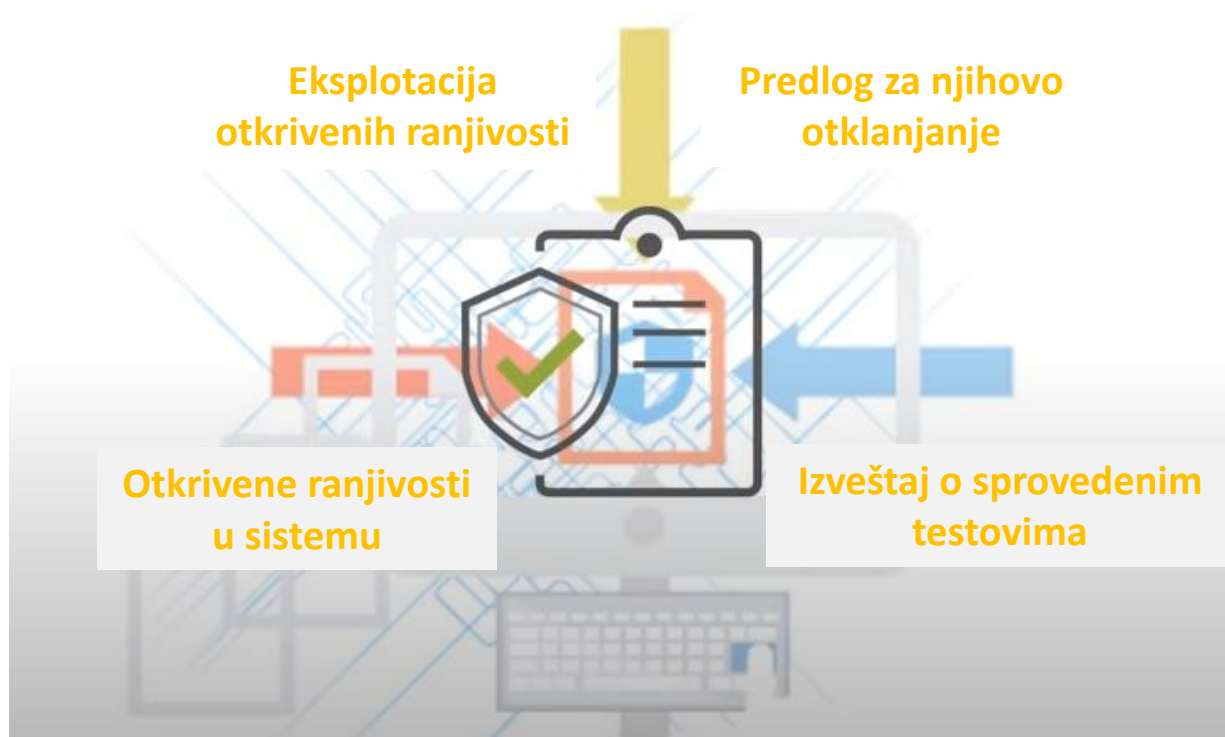 Eksplotacija
otkrivenih ranjivosti
Predlog za njihovo
otklanjanje
Otkrivene ranjivosti
u sistemu
Izveštaj o sprovedenim
testovima